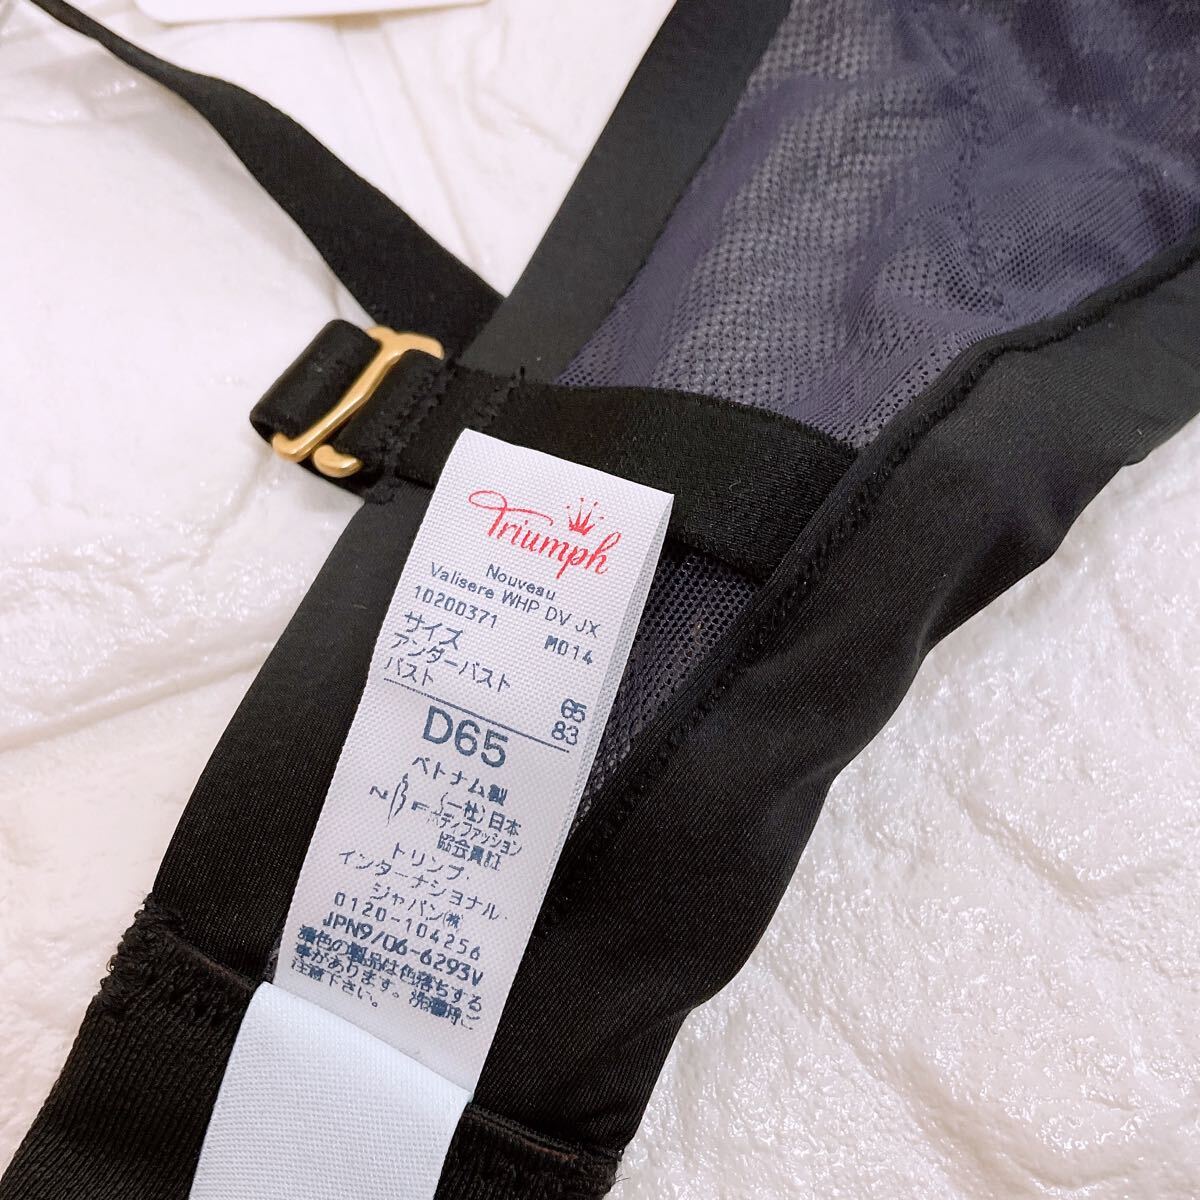 Triumph
Nouveau
Valisere WHP DV JX
10200371 M014
サイズ
アンダーバスト 65
バスト 83
D65
ベトナム製
(一社)日本
NBF ボディファッション
協会員証
トリンプ・
インターナショナル・
ジャパン(株)
0120-104256
JPN9/06-6293V
濃色の製品は色落ちする
事があります。洗濯時ご
注意下さい。